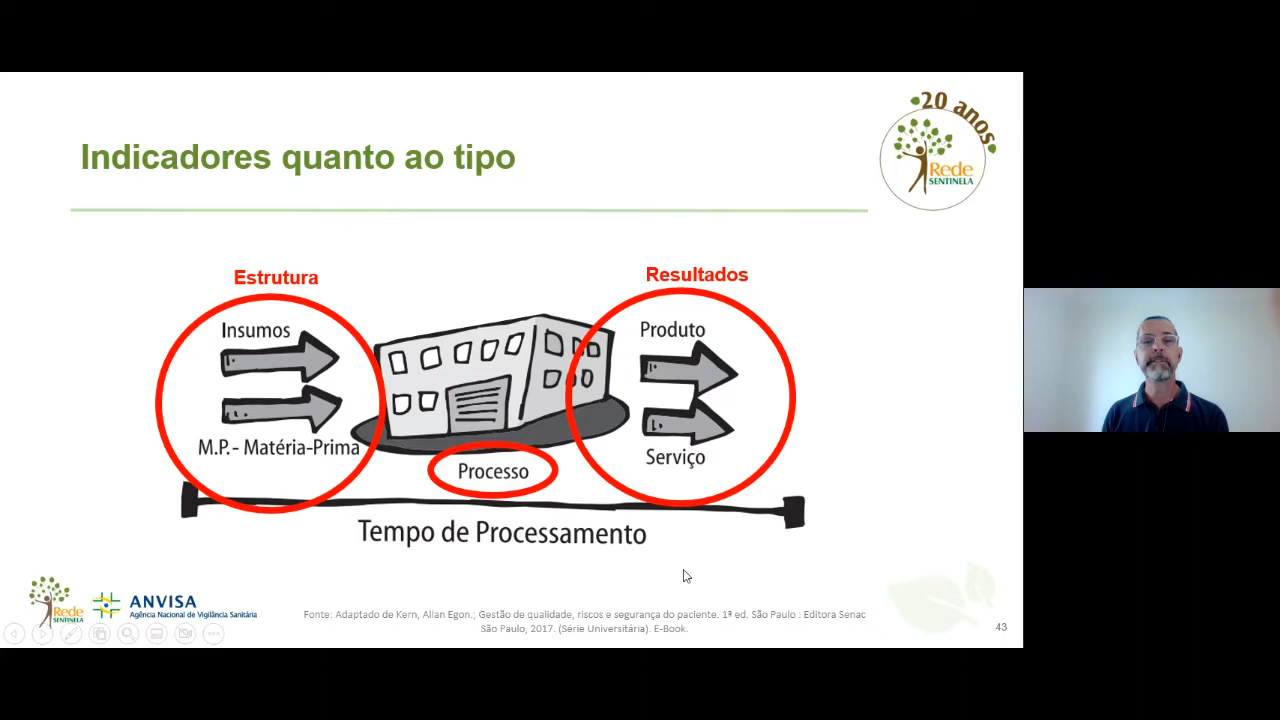 Indicadores quanto ao tipo
20 anos
Rede
SENTINELA
Estrutura
Resultados
Insumos
Produto
M.P.- Matéria-Prima
Serviço
Processo
Tempo de Processamento
Rede
SENTINELA
ANVISA
Agência Nacional de Vigilância Sanitária
Fonte: Adaptado de Kern, Allan Egon.; Gestão de qualidade, riscos e segurança do paciente. 1ª ed. São Paulo : Editora Senac
São Paulo, 2017. (Série Universitária). E-Book.
43